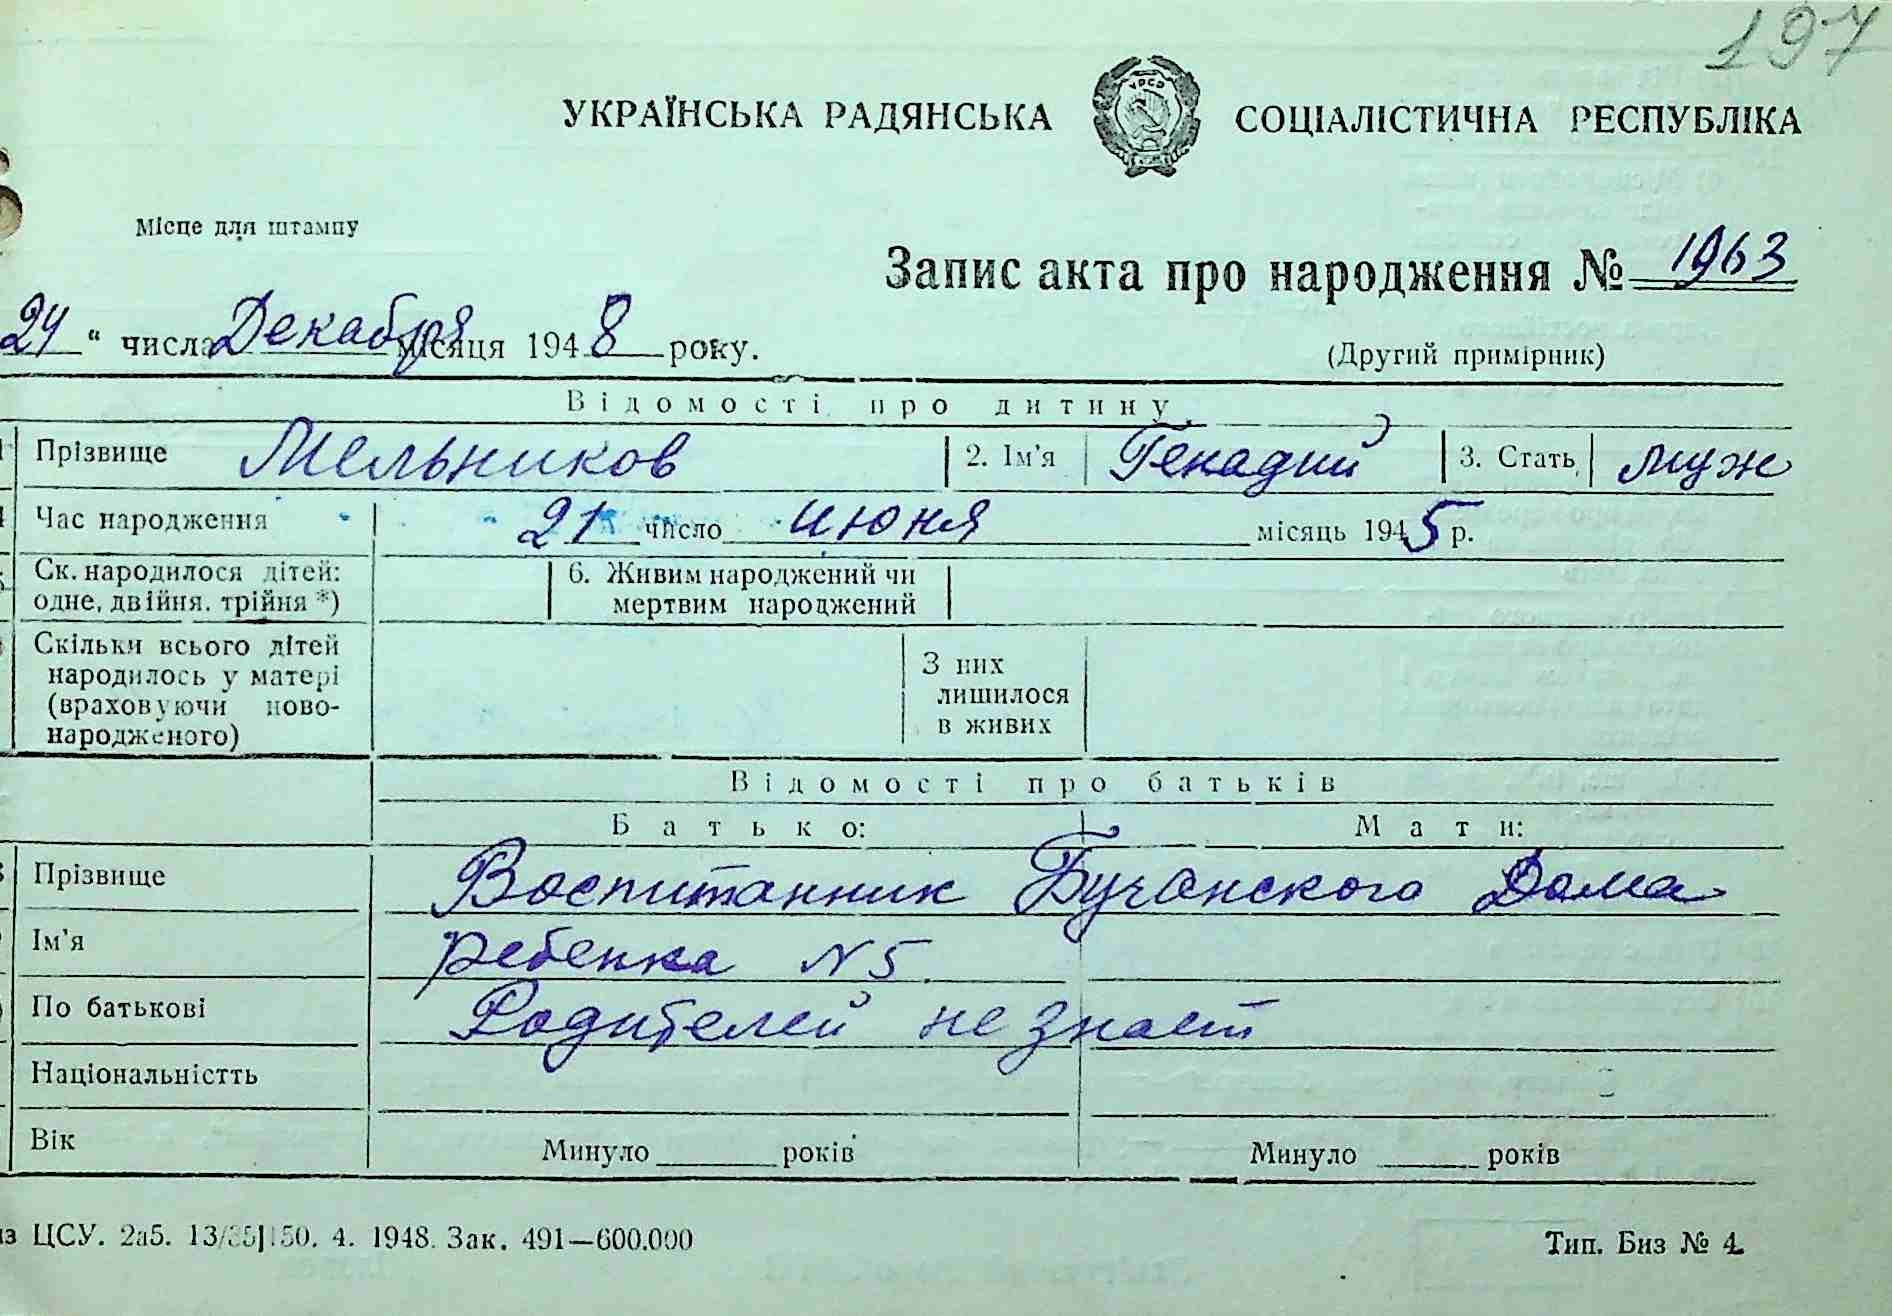 197
УКРАЇНСЬКА РАДЯНСЬКА СОЦІАЛІСТИЧНА РЕСПУБЛІКА
УРСР
Місце для штампу
Запис акта про народження № 1963
24 " числа Декабря місяця 1948 року.
(Другий примірник)
Відомості про дитину
Прізвище Мельников 2. Ім'я Генадий 3. Стать муж
Час народження 21 число июня місяць 1945 р.
Ск. народилося дітей: одне, двійня, трійня *) 6. Живим народжений чи
мертвим народжений
Скільки всього дітей
народилось у матері
(враховуючи ново-
народженого)
З них
лишилося
в живих
Відомості про батьків
Батько: Мати:
Прізвище Воспитанник Бучанского Дома
Ім'я ребенка N 5
По батькові Родителей не знает
Національністть
Вік Минуло років Минуло років
ЦСУ. 2а5. 13/35|150. 4. 1948. Зак. 491—600.000
Тип. Биз № 4